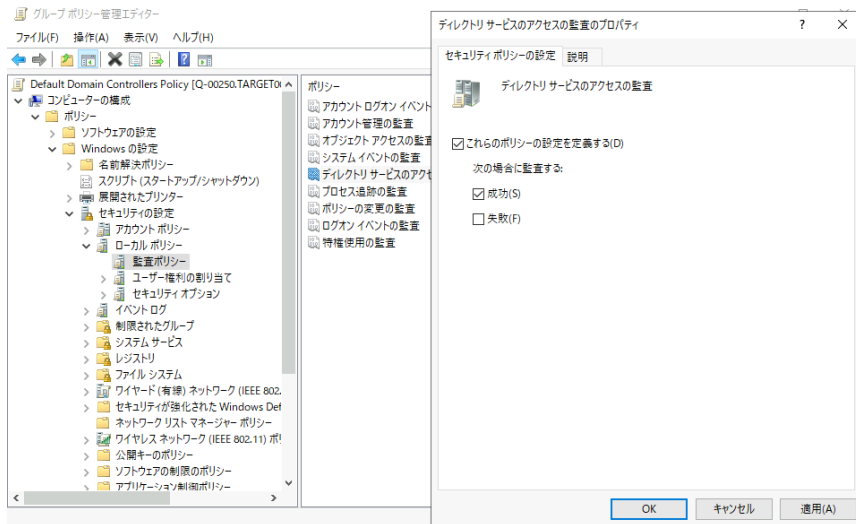 グループ ポリシー管理エディター
ファイル(F) 操作(A) 表示(V) ヘルプ(H)
Default Domain Controllers Policy [Q-00250.TARGET0
コンピューターの構成
ポリシー
ソフトウェアの設定
Windows の設定
名前解決ポリシー
スクリプト (スタートアップ/シャットダウン)
展開されたプリンター
セキュリティの設定
アカウント ポリシー
ローカル ポリシー
監査ポリシー
ユーザー権利の割り当て
セキュリティ オプション
イベント ログ
制限されたグループ
システム サービス
レジストリ
ファイル システム
ワイヤード (有線) ネットワーク (IEEE 802.
セキュリティが強化された Windows Def
ネットワーク リスト マネージャー ポリシー
ワイヤレス ネットワーク (IEEE 802.11) ポリ
公開キーのポリシー
ソフトウェアの制限のポリシー
アプリケーション制御ポリシー
ポリシー
アカウント ログオン イベント
アカウント管理の監査
オブジェクト アクセスの監査
システム イベントの監査
ディレクトリ サービスのアクセ
プロセス追跡の監査
ポリシーの変更の監査
ログオン イベントの監査
特権使用の監査
ディレクトリ サービスのアクセスの監査のプロパティ
セキュリティ ポリシーの設定 説明
ディレクトリ サービスのアクセスの監査
これらのポリシーの設定を定義する(D)
次の場合に監査する:
成功(S)
失敗(F)
OK キャンセル 適用(A)